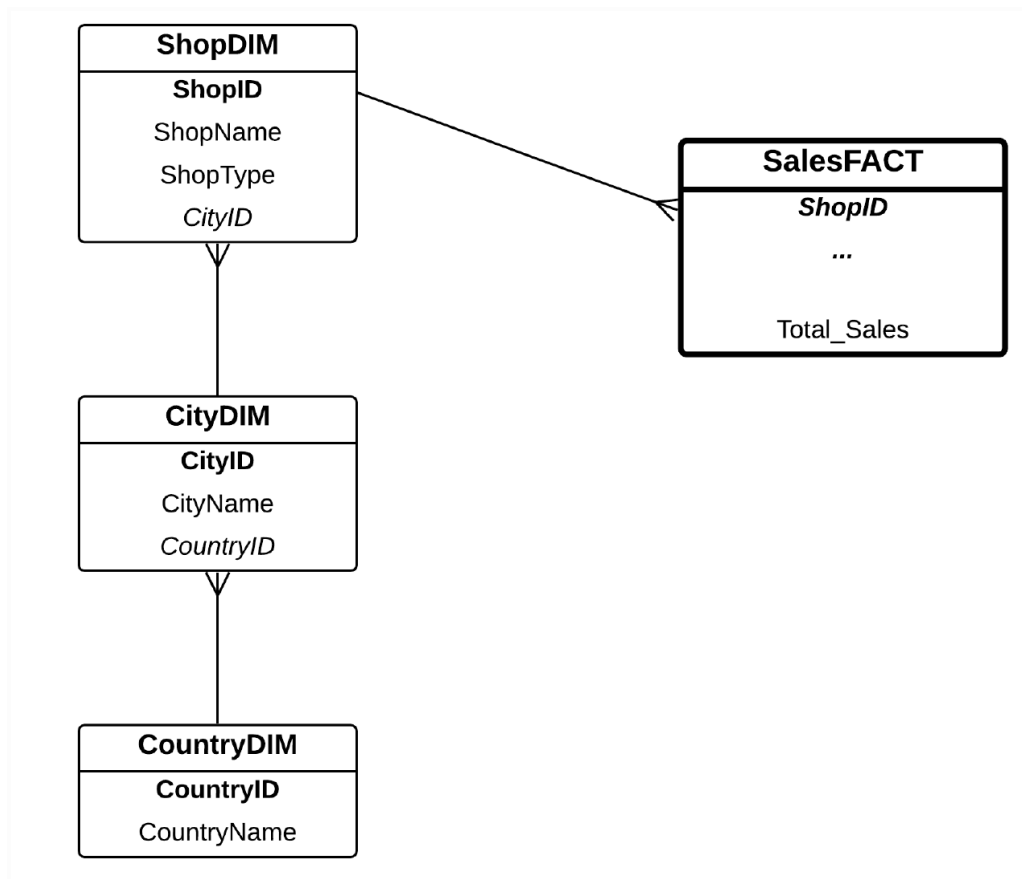 ShopDIM
ShopID
ShopName
ShopType
CityID
SalesFACT
ShopID
...
Total_Sales
CityDIM
CityID
CityName
CountryID
CountryDIM
CountryID
CountryName